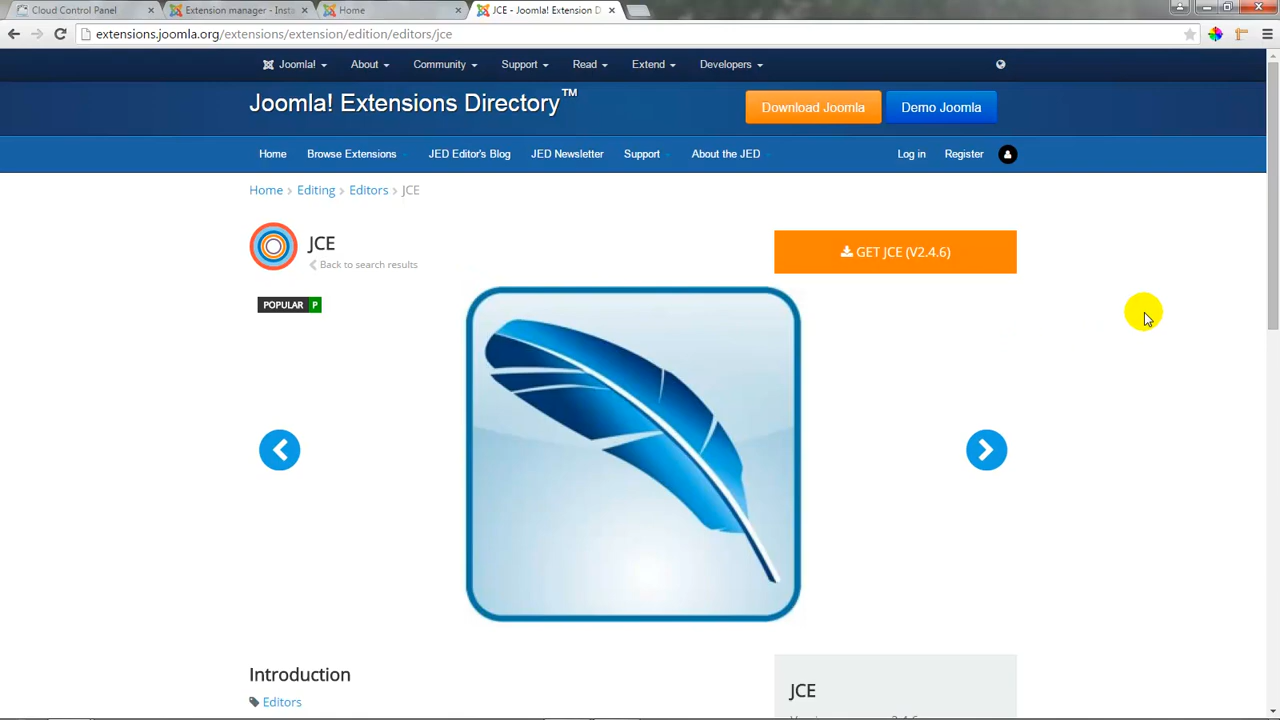 Cloud Control Panel
Extension manager - Insta
Home
JCE - Joomla! Extension D
extensions.joomla.org/extensions/extension/edition/editors/jce
Joomla! About Community Support Read Extend Developers
Joomla! Extensions Directory™
Download Joomla Demo Joomla
Home Browse Extensions JED Editor's Blog JED Newsletter Support About the JED Log in Register
Home Editing Editors JCE
JCE
Back to search results
GET JCE (V2.4.6)
POPULAR P
Introduction
Editors
JCE